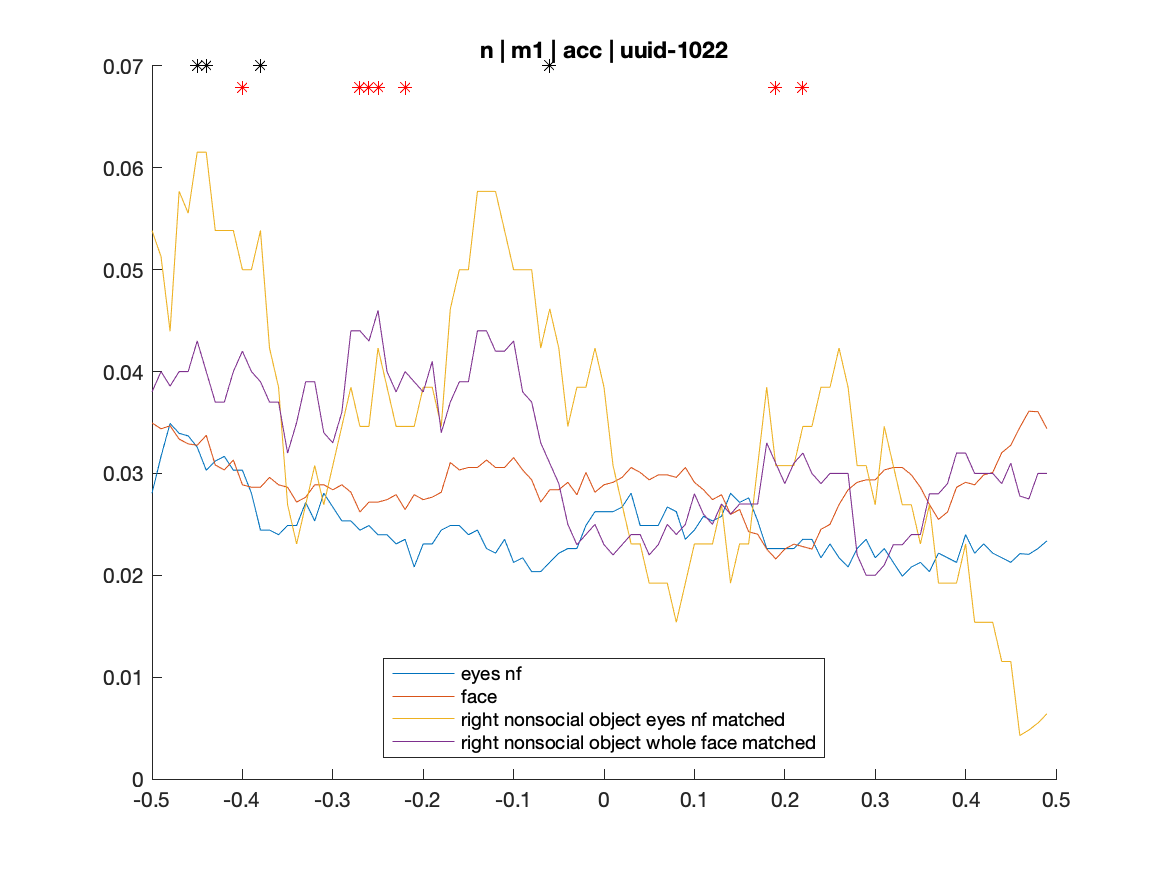 n | m1 | acc | uuid-1022
0.07
0.06
0.05
0.04
0.03
0.02
0.01
0
-0.5 -0.4 -0.3 -0.2 -0.1 0 0.1 0.2 0.3 0.4 0.5
eyes nf
face
right nonsocial object eyes nf matched
right nonsocial object whole face matched